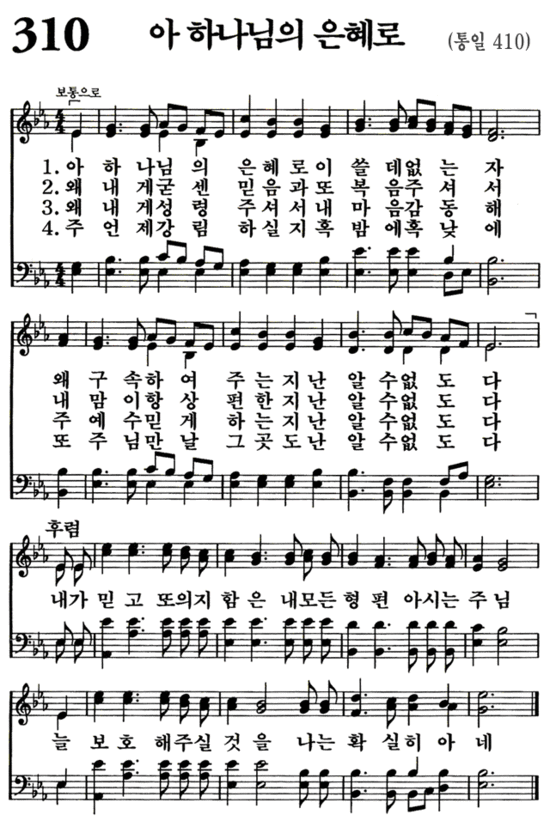 310 아 하나님의 은혜로 (통일 410)
보통으로
4/4
1. 아 하 나님 의 은 혜 로 이 쓸 데없 는 자
2. 왜 내 게굳 센 믿 음 과 또 복 음주 셔 서
3. 왜 내 게성 령 주 셔 서 내 마 음감 동 해
4. 주 언 제강 림 하 실 지 혹 밤 에혹 낮 에
왜 구 속하 여 주 는 지 난 알 수없 도 다
내 맘 이항 상 편 한 지 난 알 수없 도 다
주 예 수믿 게 하 는 지 난 알 수없 도 다
또 주 님만 날 그 곳 도 난 알 수없 도 다
후렴
내가 믿 고 또의지 함 은 내모든 형 편 아시는 주 님
늘 보 호 해주실 것 을 나 는 확 실히 아 네